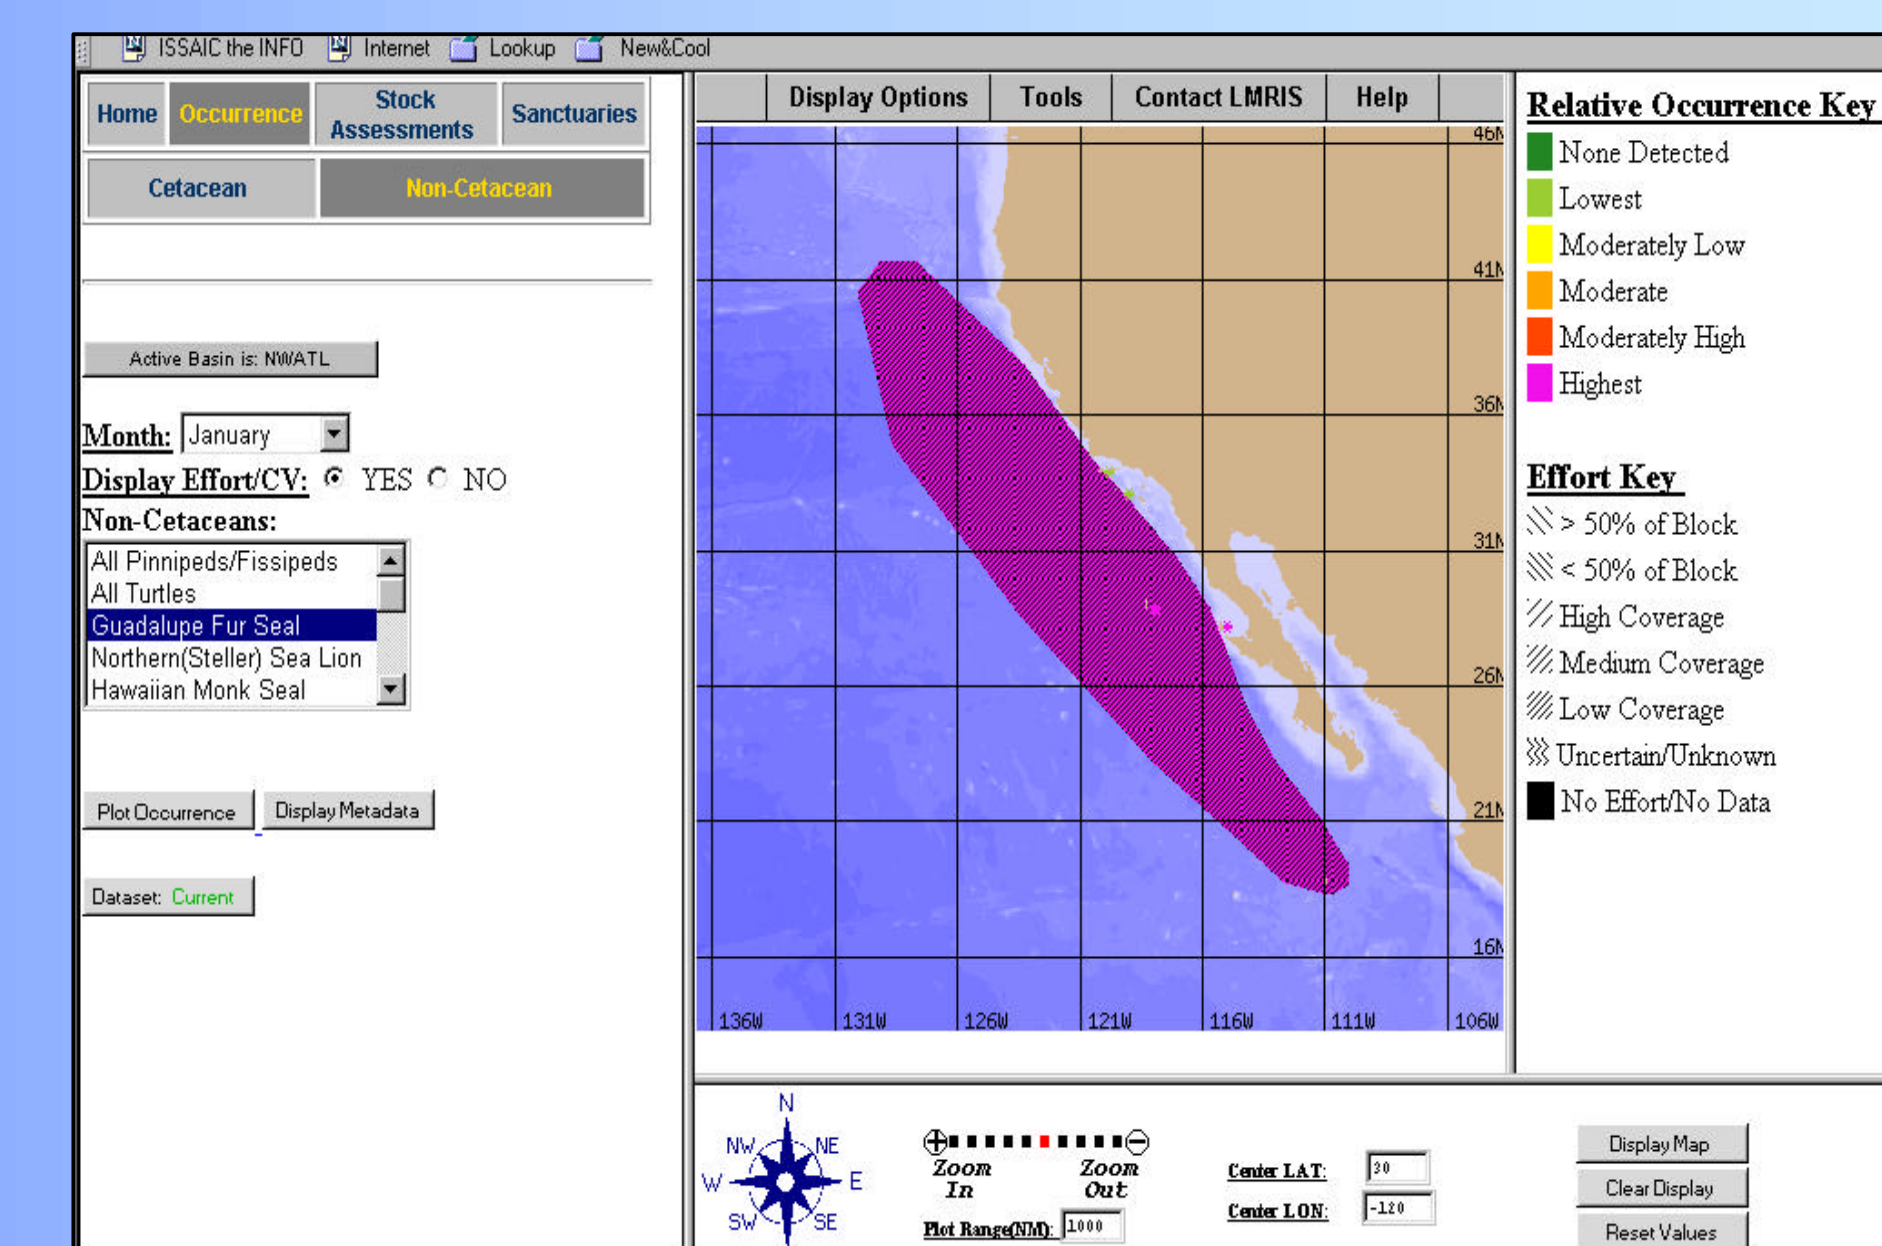 ISSAIC the INFO Internet Lookup New&Cool
Home Occurrence Stock Assessments Sanctuaries
Cetacean Non-Cetacean
Active Basin is: NWATL
Month: January
Display Effort/CV: YES NO
Non-Cetaceans:
All Pinnipeds/Fissipeds
All Turtles
Guadalupe Fur Seal
Northern(Steller) Sea Lion
Hawaiian Monk Seal
Plot Occurrence Display Metadata
Dataset: Current
Display Options Tools Contact LMRIS Help
46N
41N
36N
31N
26N
21N
16N
136W 131W 126W 121W 116W 111W 106W
Relative Occurrence Key
None Detected
Lowest
Moderately Low
Moderate
Moderately High
Highest
Effort Key
> 50% of Block
< 50% of Block
High Coverage
Medium Coverage
Low Coverage
Uncertain/Unknown
No Effort/No Data
N
NW NE
W E
SW SE
Zoom In Zoom Out
Plot Range(NM): 1000
Center LAT: 30
Center LON: -120
Display Map
Clear Display
Reset Values